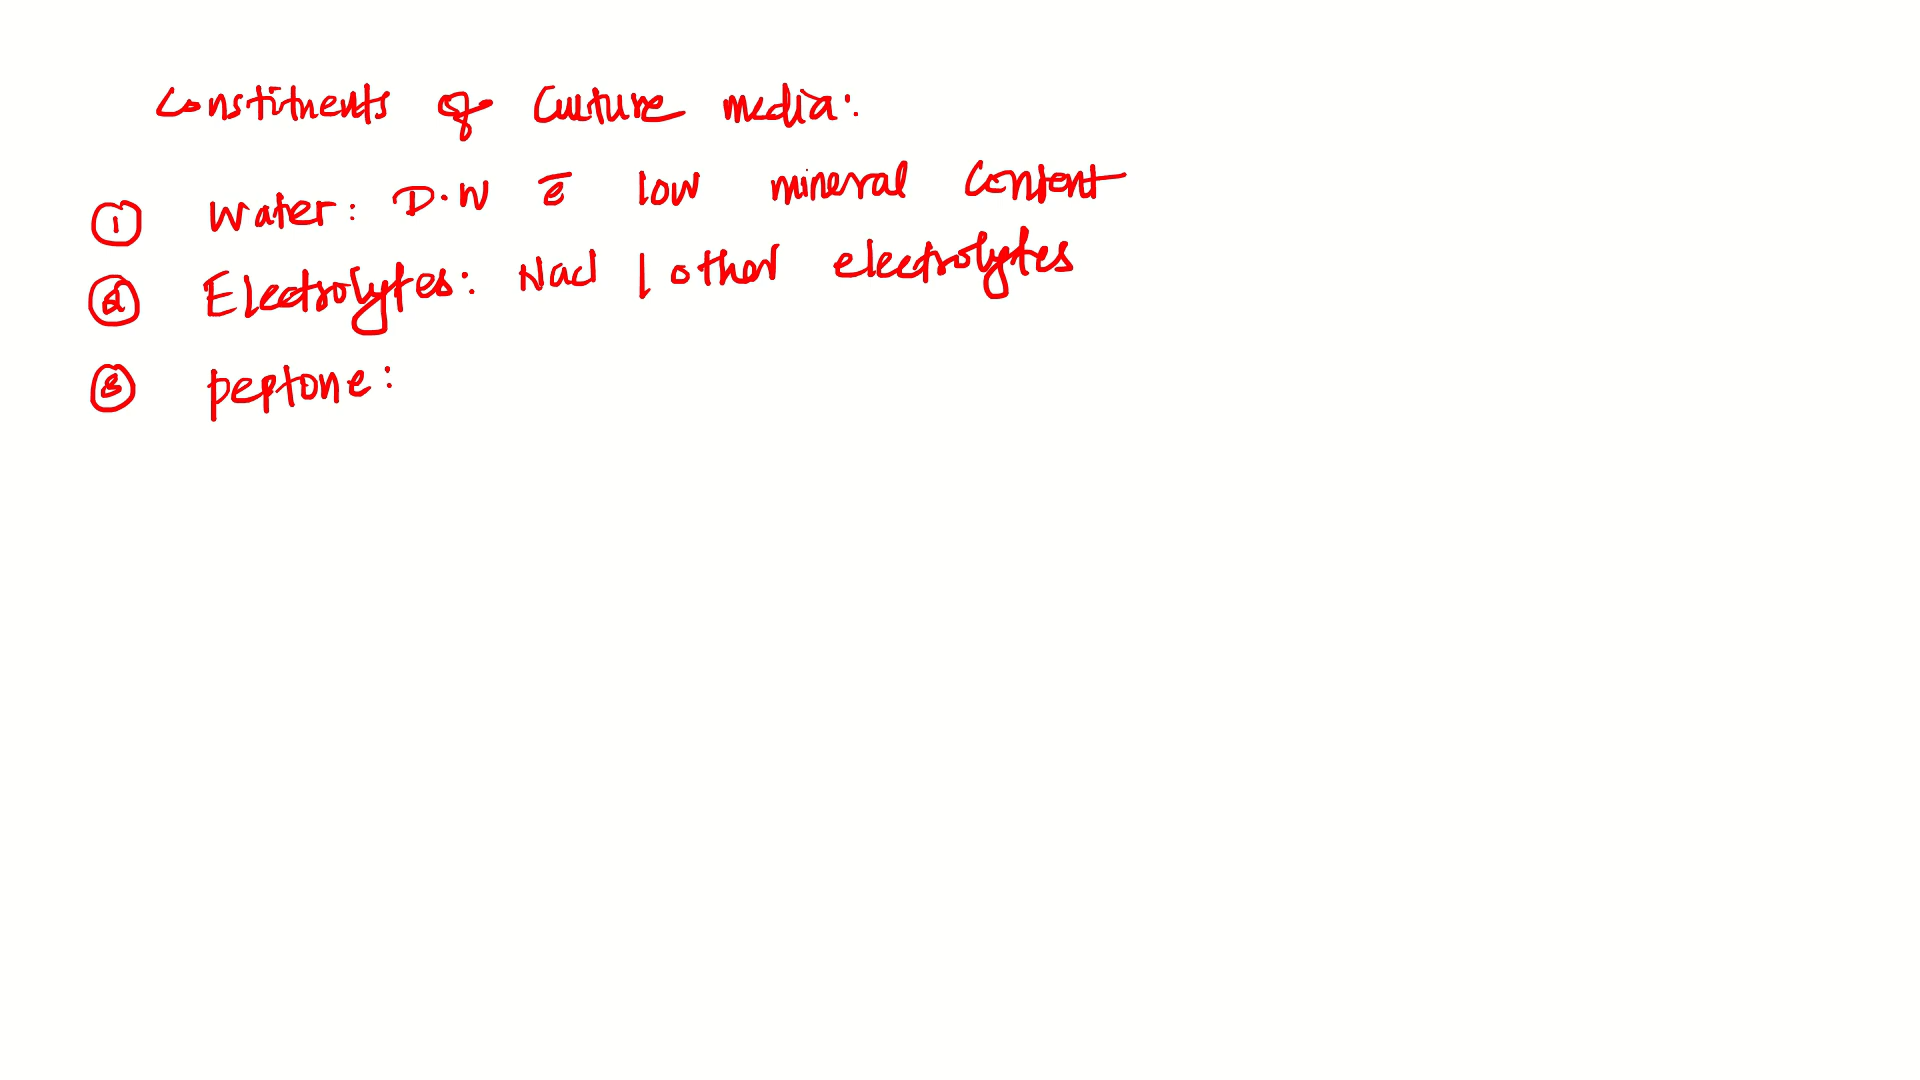 Constituents of Culture media:
① Water: D.W c̄ low mineral Content
② Electrolytes: Nacl | other electrolytes
③ peptone: